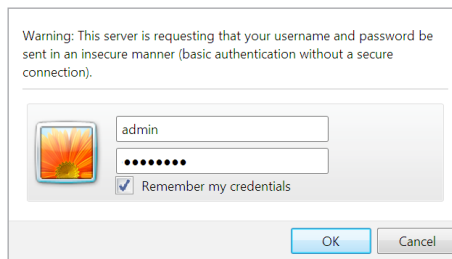 Warning: This server is requesting that your username and password be
sent in an insecure manner (basic authentication without a secure
connection).
admin
●●●●●●●●
Remember my credentials
OK Cancel